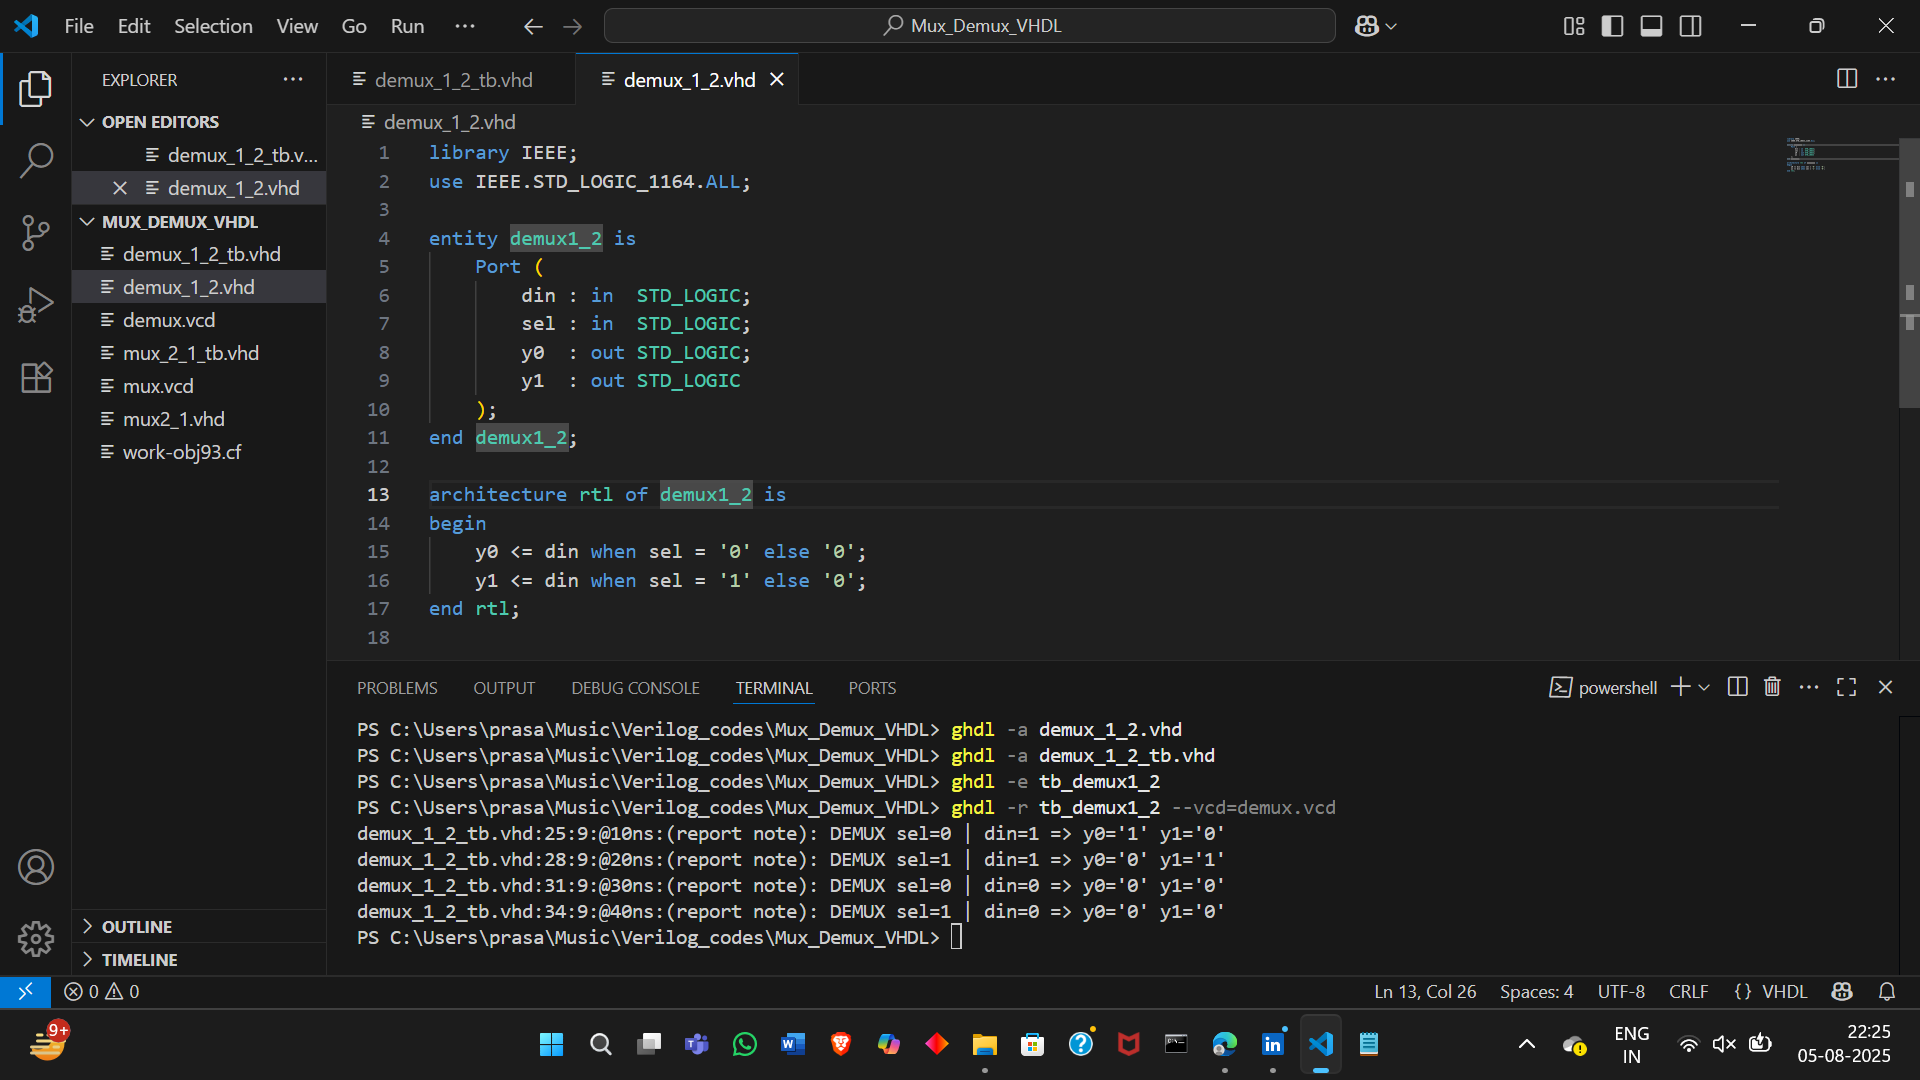 File Edit Selection View Go Run ··· Mux_Demux_VHDL
EXPLORER ···
OPEN EDITORS
demux_1_2_tb.v...
demux_1_2.vhd
MUX_DEMUX_VHDL
demux_1_2_tb.vhd
demux_1_2.vhd
demux.vcd
mux_2_1_tb.vhd
mux.vcd
mux2_1.vhd
work-obj93.cf
OUTLINE
TIMELINE
demux_1_2_tb.vhd demux_1_2.vhd
demux_1_2.vhd
1 library IEEE;
2 use IEEE.STD_LOGIC_1164.ALL;
3
4 entity demux1_2 is
5 Port (
6 din : in STD_LOGIC;
7 sel : in STD_LOGIC;
8 y0 : out STD_LOGIC;
9 y1 : out STD_LOGIC
10 );
11 end demux1_2;
12
13 architecture rtl of demux1_2 is
14 begin
15 y0 <= din when sel = '0' else '0';
16 y1 <= din when sel = '1' else '0';
17 end rtl;
18
PROBLEMS OUTPUT DEBUG CONSOLE TERMINAL PORTS powershell
PS C:\Users\prasa\Music\Verilog_codes\Mux_Demux_VHDL> ghdl -a demux_1_2.vhd
PS C:\Users\prasa\Music\Verilog_codes\Mux_Demux_VHDL> ghdl -a demux_1_2_tb.vhd
PS C:\Users\prasa\Music\Verilog_codes\Mux_Demux_VHDL> ghdl -e tb_demux1_2
PS C:\Users\prasa\Music\Verilog_codes\Mux_Demux_VHDL> ghdl -r tb_demux1_2 --vcd=demux.vcd
demux_1_2_tb.vhd:25:9:@10ns:(report note): DEMUX sel=0 | din=1 => y0='1' y1='0'
demux_1_2_tb.vhd:28:9:@20ns:(report note): DEMUX sel=1 | din=1 => y0='0' y1='1'
demux_1_2_tb.vhd:31:9:@30ns:(report note): DEMUX sel=0 | din=0 => y0='0' y1='0'
demux_1_2_tb.vhd:34:9:@40ns:(report note): DEMUX sel=1 | din=0 => y0='0' y1='0'
PS C:\Users\prasa\Music\Verilog_codes\Mux_Demux_VHDL>
0 0 Ln 13, Col 26 Spaces: 4 UTF-8 CRLF {} VHDL
9+
ENG
IN
22:25
05-08-2025